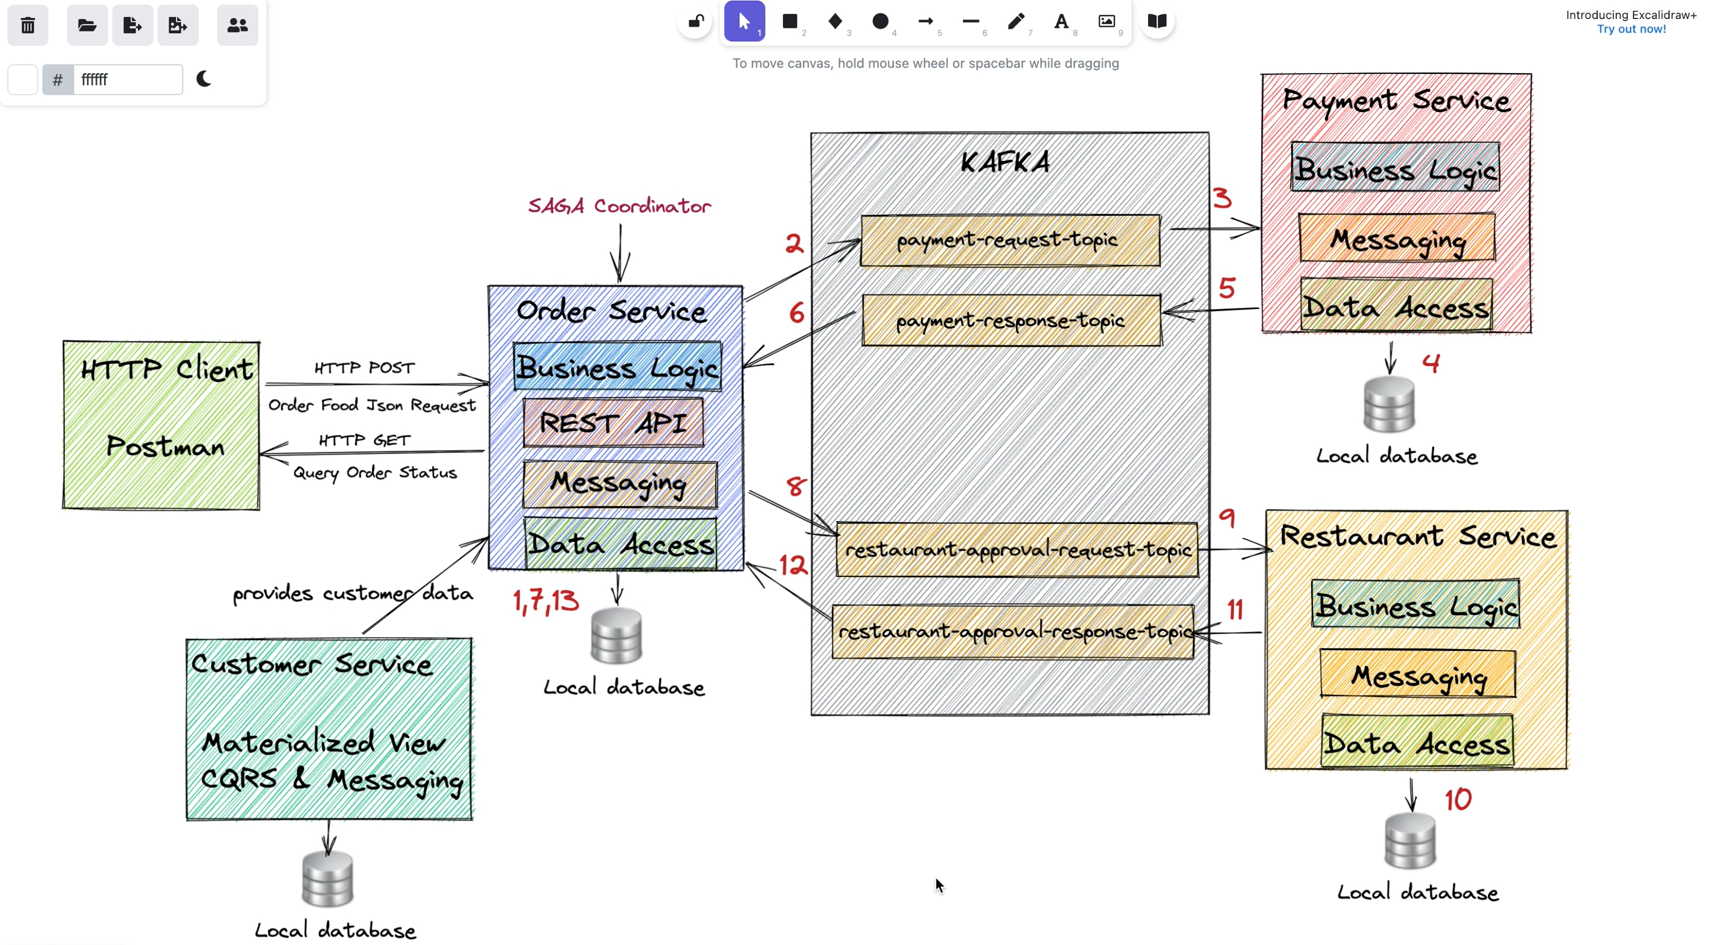 # ffffff
1
2
3
4
5
6
7
A 8
9
Introducing Excalidraw+
Try out now!
To move canvas, hold mouse wheel or spacebar while dragging
HTTP Client
Postman
HTTP POST
Order Food Json Request
HTTP GET
Query Order Status
SAGA Coordinator
Order Service
Business Logic
REST API
Messaging
Data Access
1,7,13
Local database
provides customer data
Customer Service
Materialized View
CQRS & Messaging
Local database
KAFKA
2
payment-request-topic
3
6
payment-response-topic
5
8
restaurant-approval-request-topic
9
12
restaurant-approval-response-topic
11
Payment Service
Business Logic
Messaging
Data Access
4
Local database
Restaurant Service
Business Logic
Messaging
Data Access
10
Local database